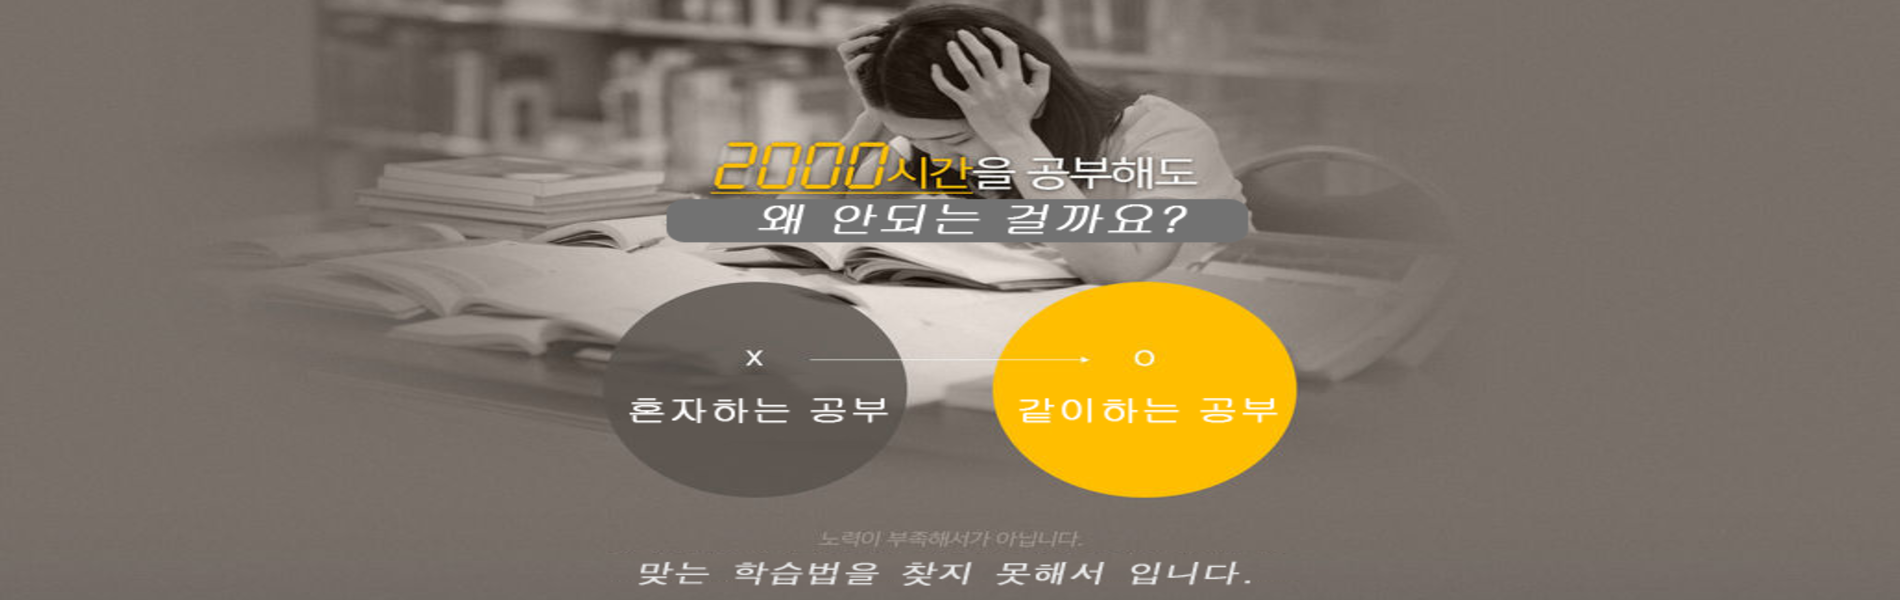 2000시간을 공부해도
왜 안되는 걸까요?
X
O
혼자하는 공부
같이하는 공부
노력이 부족해서가 아닙니다.
맞는 학습법을 찾지 못해서 입니다.